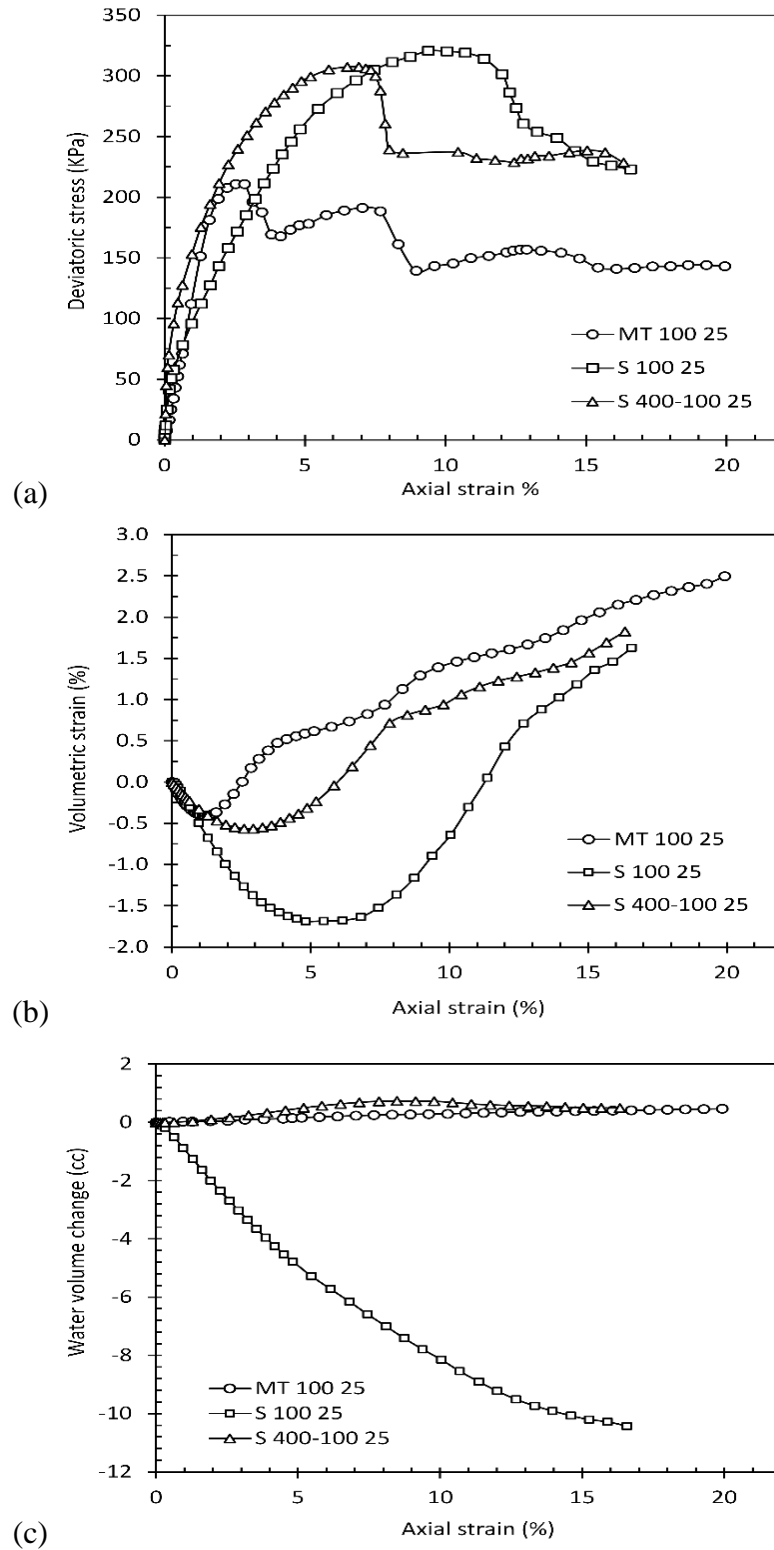 350
300
250
200
150
100
50
0
Deviatoric stress (KPa)
MT 100 25
S 100 25
S 400-100 25
0 5 10 15 20
Axial strain %
(a)
3.0
2.5
2.0
1.5
1.0
0.5
0.0
-0.5
-1.0
-1.5
-2.0
Volumetric strain (%)
MT 100 25
S 100 25
S 400-100 25
0 5 10 15 20
Axial strain (%)
(b)
2
0
-2
-4
-6
-8
-10
-12
Water volume change (cc)
MT 100 25
S 100 25
S 400-100 25
0 5 10 15 20
Axial strain (%)
(c)